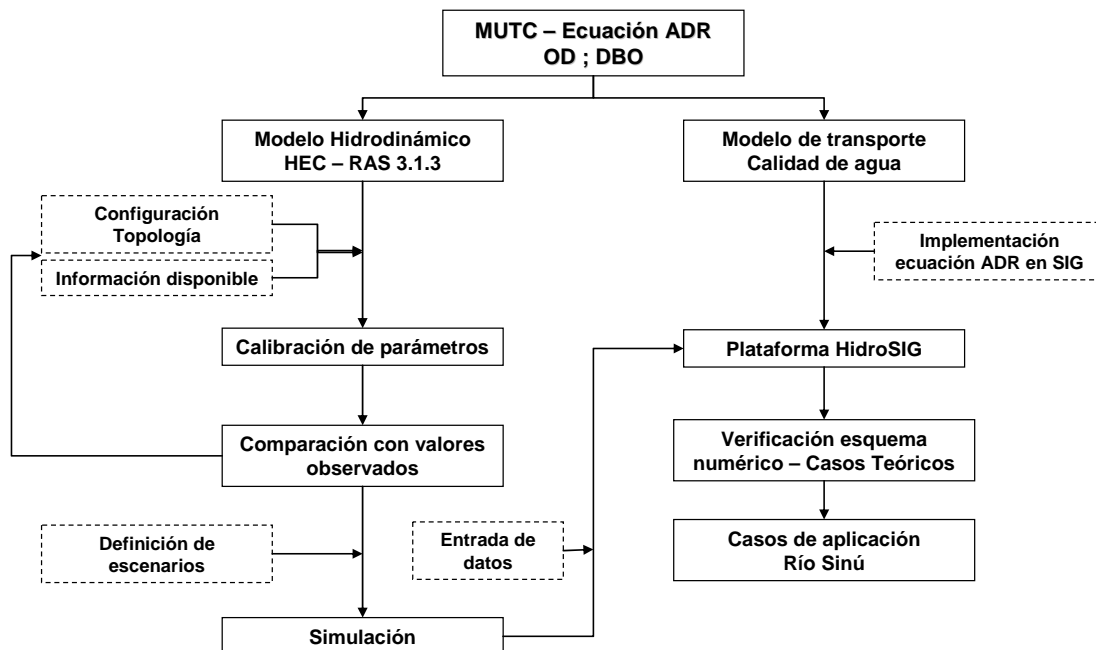 MUTC – Ecuación ADR
OD ; DBO
Modelo Hidrodinámico
HEC – RAS 3.1.3
Modelo de transporte
Calidad de agua
Configuración
Topología
Información disponible
Implementación
ecuación ADR en SIG
Calibración de parámetros
Plataforma HidroSIG
Comparación con valores
observados
Verificación esquema
numérico – Casos Teóricos
Definición de
escenarios
Entrada de
datos
Casos de aplicación
Río Sinú
Simulación